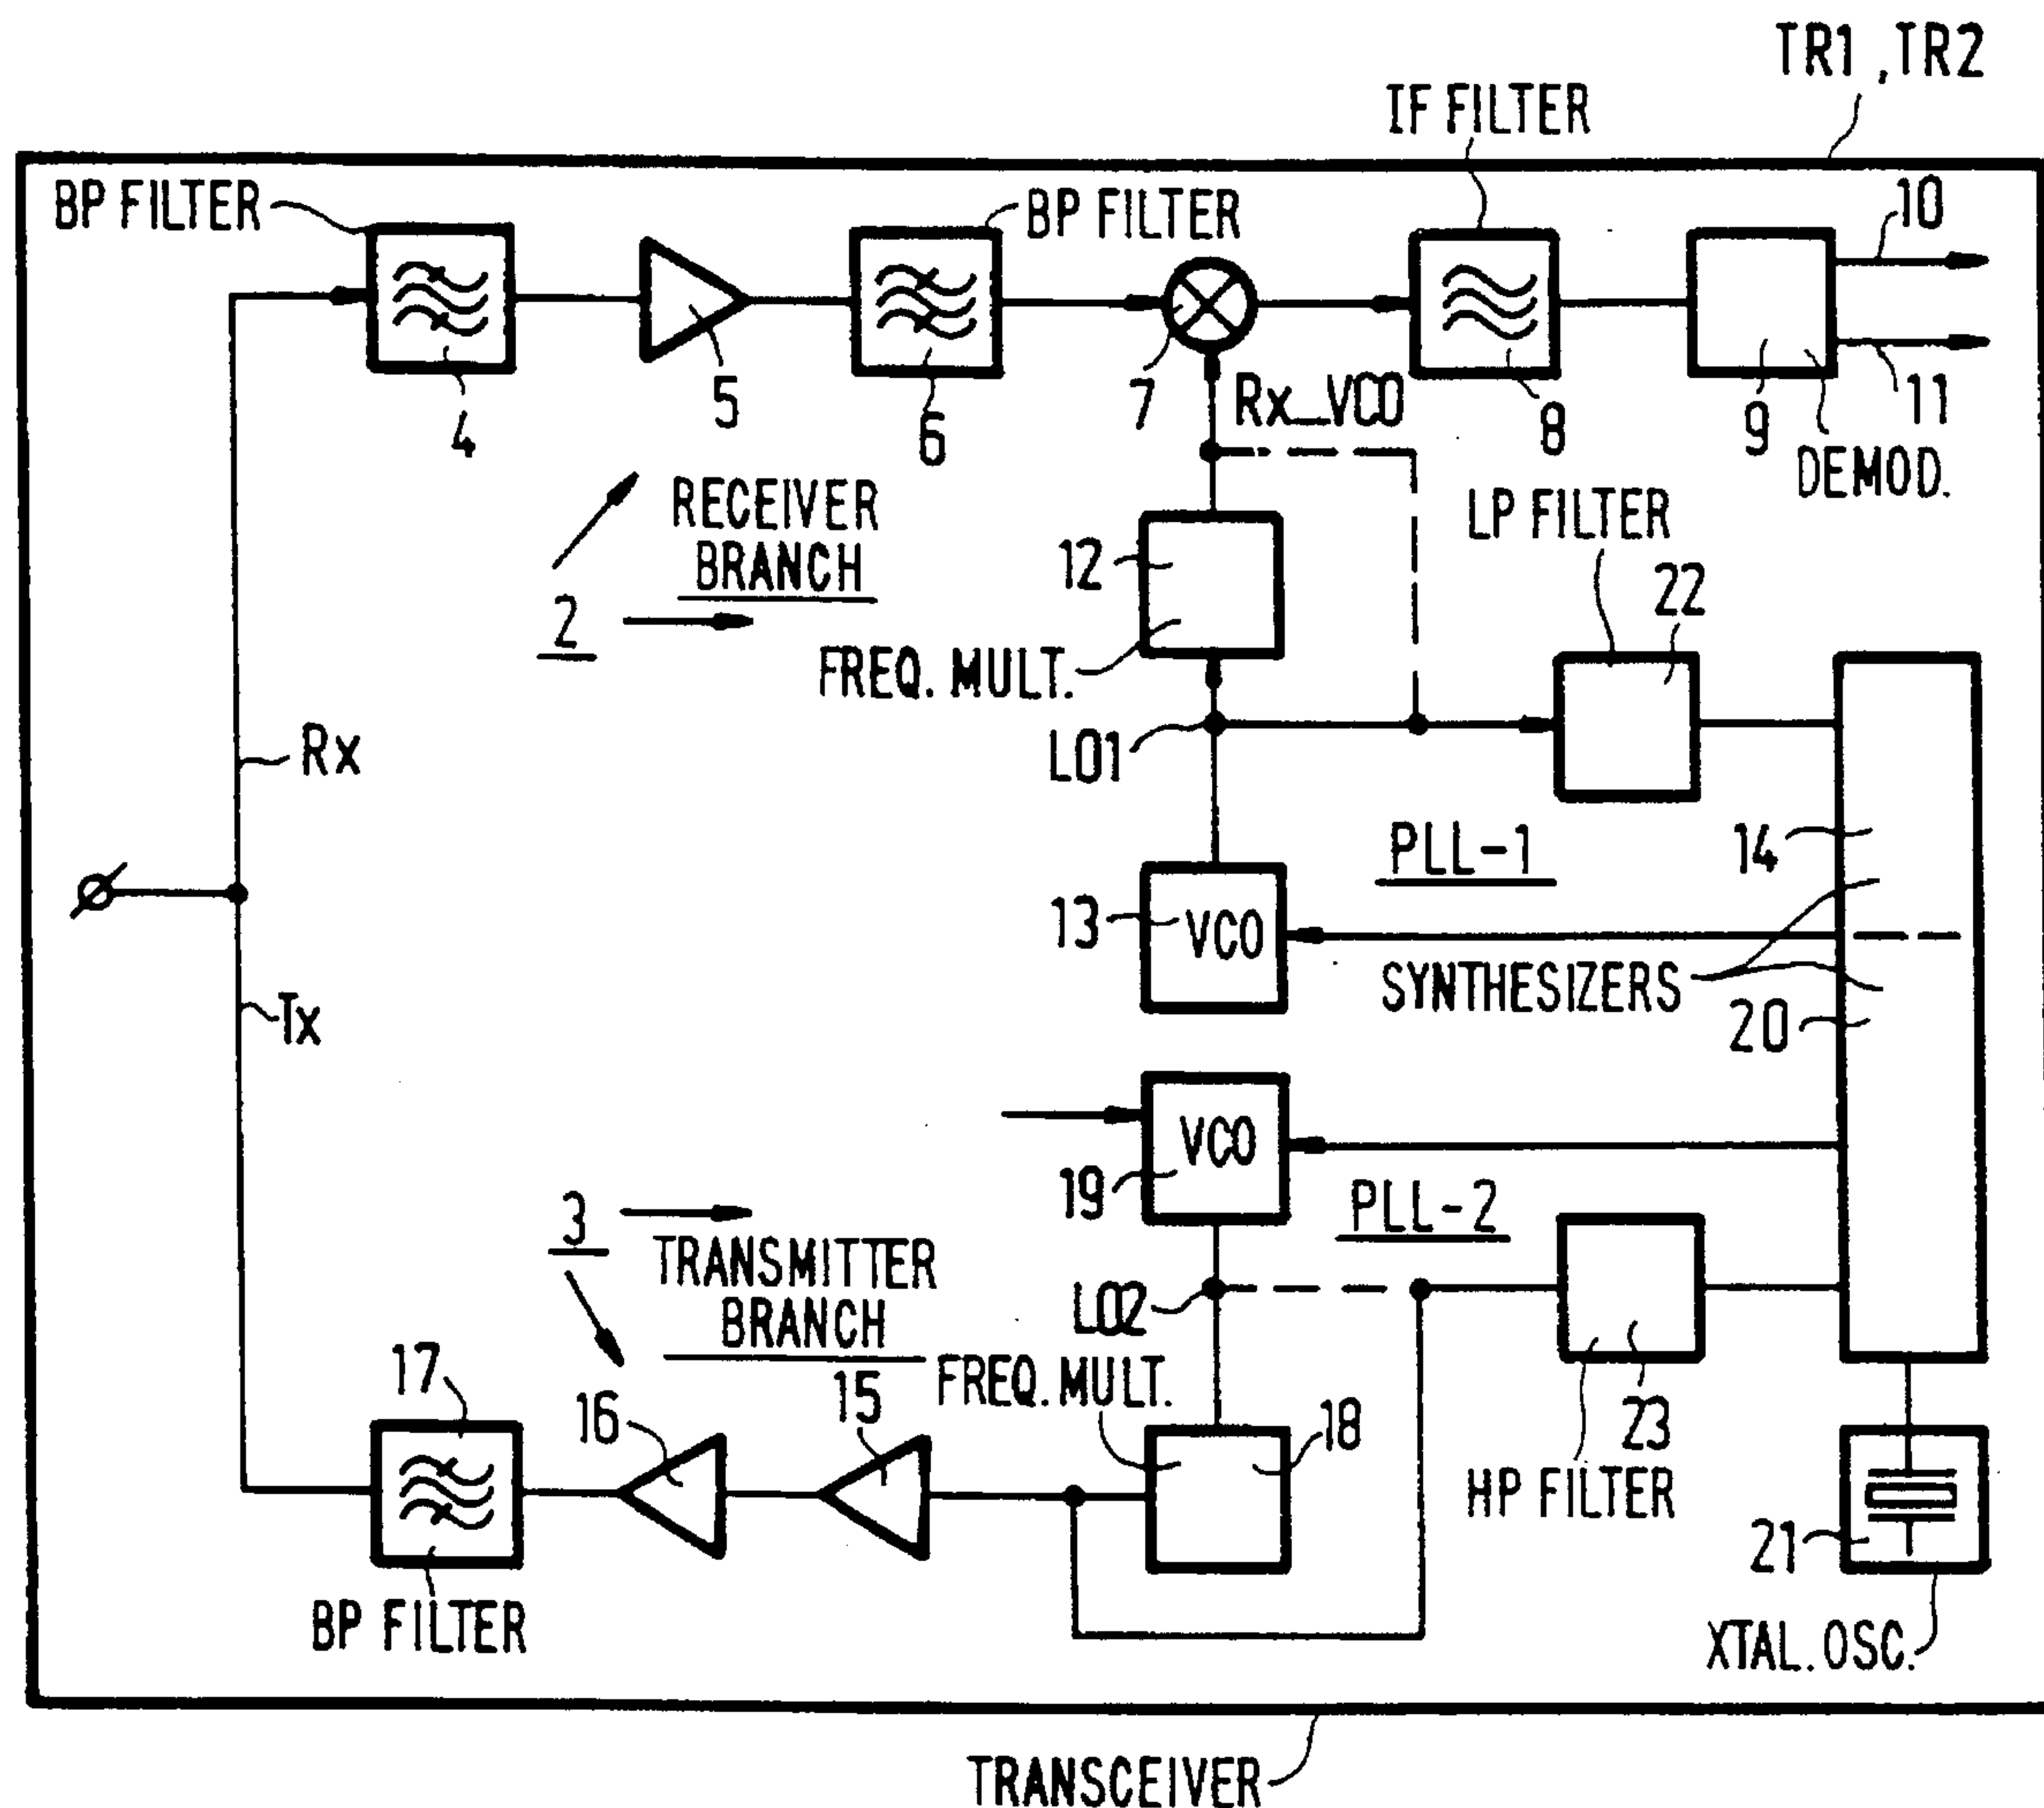 TR1, TR2
IF FILTER
BP FILTER
BP FILTER
10
4
5
6
7
Rx_VCO
8
9
11
DEMOD.
RECEIVER
BRANCH
2
12
FREQ. MULT.
LP FILTER
22
Rx
LO1
PLL-1
14
13
VCO
SYNTHESIZERS
20
Tx
VCO
19
PLL-2
3
TRANSMITTER
BRANCH
LO2
FREQ. MULT.
17
16
15
18
23
HP FILTER
21
BP FILTER
XTAL. OSC.
TRANSCEIVER